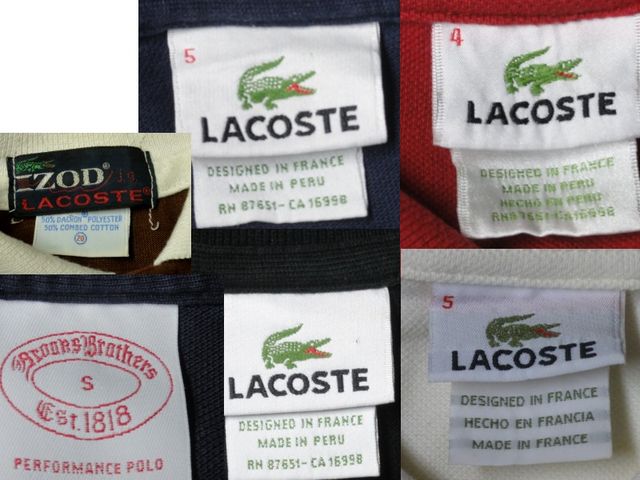 5
LACOSTE
DESIGNED IN FRANCE
MADE IN PERU
RN 87651-CA 16998
4
LACOSTE
DESIGNED IN FRANCE
MADE IN PERU
HECHO EN PERU
RN87651-CA16998
IZOD®
LACOSTE®
50% DACRON POLYESTER
50% COMBED COTTON
20
Brooks Brothers
S
Est. 1818
PERFORMANCE POLO
LACOSTE
DESIGNED IN FRANCE
MADE IN PERU
RN 87651-CA 16998
5
LACOSTE
DESIGNED IN FRANCE
HECHO EN FRANCIA
MADE IN FRANCE